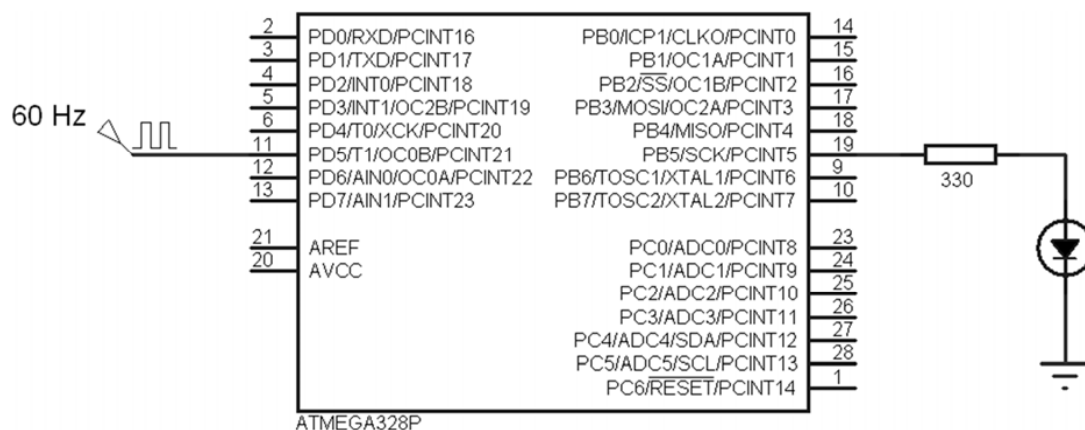 60 Hz
2 PD0/RXD/PCINT16
3 PD1/TXD/PCINT17
4 PD2/INT0/PCINT18
5 PD3/INT1/OC2B/PCINT19
6 PD4/T0/XCK/PCINT20
11 PD5/T1/OC0B/PCINT21
12 PD6/AIN0/OC0A/PCINT22
13 PD7/AIN1/PCINT23
21 AREF
20 AVCC
PB0/ICP1/CLKO/PCINT0 14
PB1/OC1A/PCINT1 15
PB2/SS/OC1B/PCINT2 16
PB3/MOSI/OC2A/PCINT3 17
PB4/MISO/PCINT4 18
PB5/SCK/PCINT5 19
PB6/TOSC1/XTAL1/PCINT6 9
PB7/TOSC2/XTAL2/PCINT7 10
PC0/ADC0/PCINT8 23
PC1/ADC1/PCINT9 24
PC2/ADC2/PCINT10 25
PC3/ADC3/PCINT11 26
PC4/ADC4/SDA/PCINT12 27
PC5/ADC5/SCL/PCINT13 28
PC6/RESET/PCINT14 1
330
ATMEGA328P